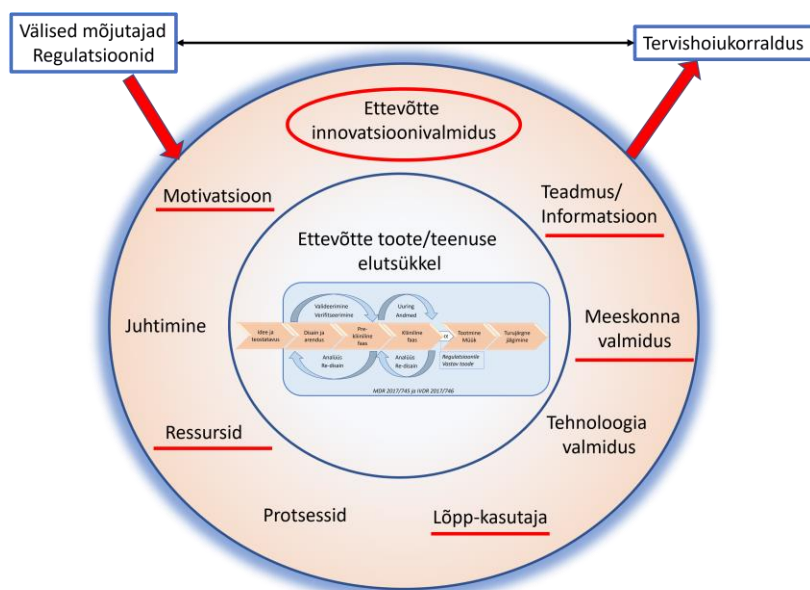 Välised mõjutajad
Regulatsioonid
Tervishoiukorraldus
Ettevõtte
innovatsioonivalmidus
Motivatsioon
Teadmus/
Informatsioon
Ettevõtte toote/teenuse
elutsükkel
Juhtimine
Meeskonna
valmidus
Valideerimine
Verifitseerimine
Uuring
Andmed
Idee ja
teostatavus
Disain ja
arendus
Pre-
kliiniline
faas
Kliiniline
faas
CE
Tootmine
Müük
Turujärgne
jälgimine
Analüüs
Re-disain
Analüüs
Re-disain
Regulatsioonile
Vastav toode
MDR 2017/745 ja IVDR 2017/746
Ressursid
Tehnoloogia
valmidus
Protsessid
Lõpp-kasutaja